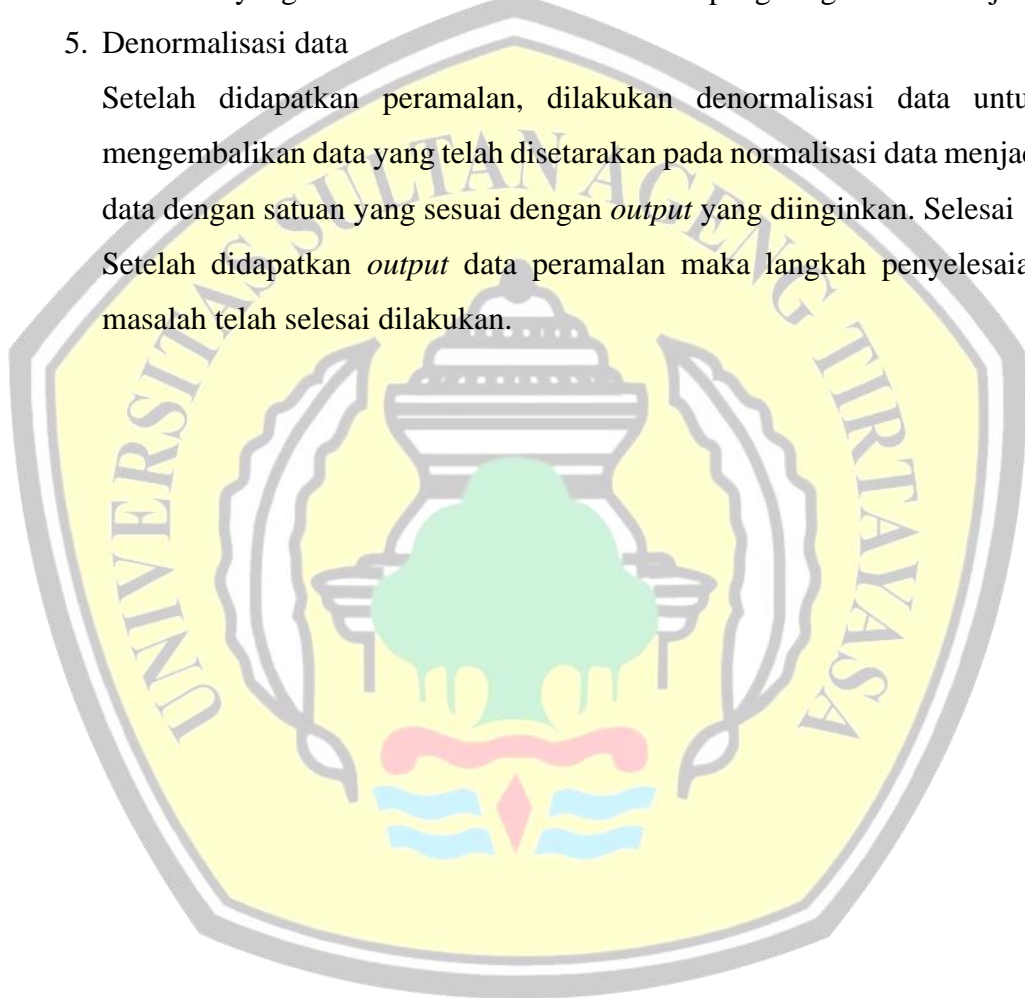 5. Denormalisasi data
Setelah didapatkan peramalan, dilakukan denormalisasi data untu
mengembalikan data yang telah disetarakan pada normalisasi data menja
data dengan satuan yang sesuai dengan output yang diinginkan. Selesai
Setelah didapatkan output data peramalan maka langkah penyelesaia
masalah telah selesai dilakukan.
UNIVERSITAS SULTAN AGENG TIRTAYASA